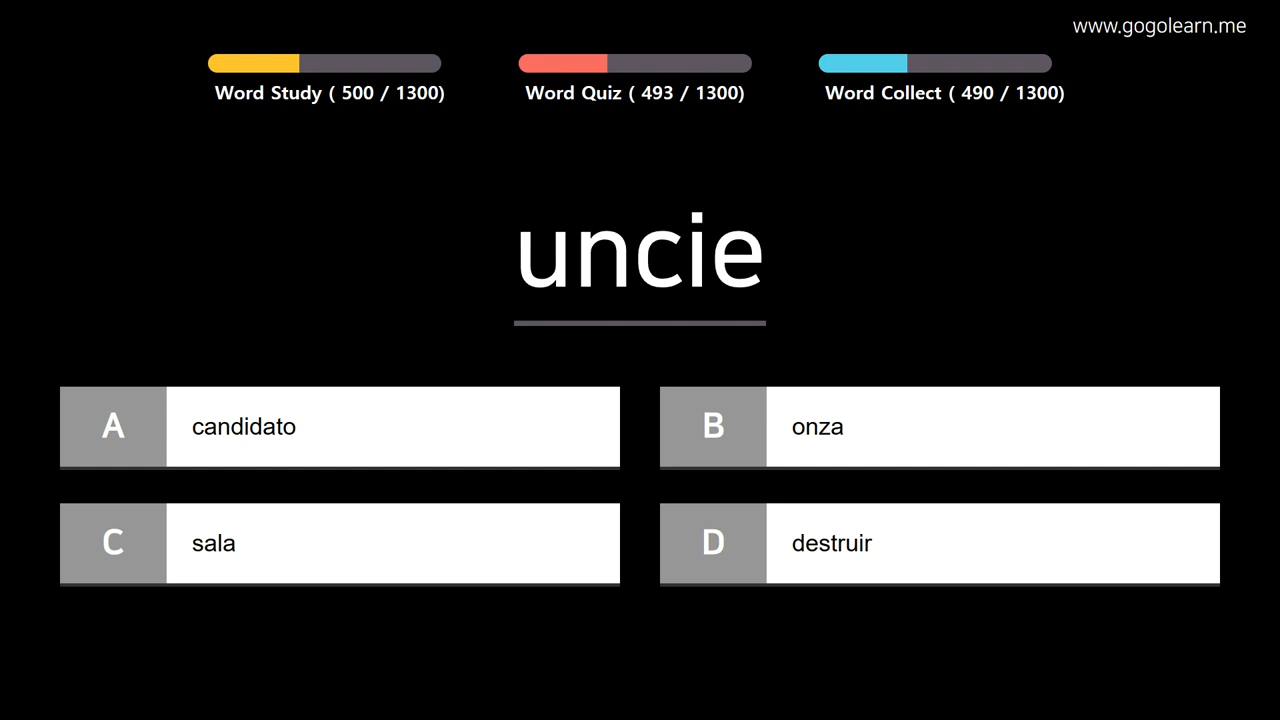 www.gogolearn.me
Word Study ( 500 / 1300)
Word Quiz ( 493 / 1300)
Word Collect ( 490 / 1300)
uncie
A candidato
B onza
C sala
D destruir